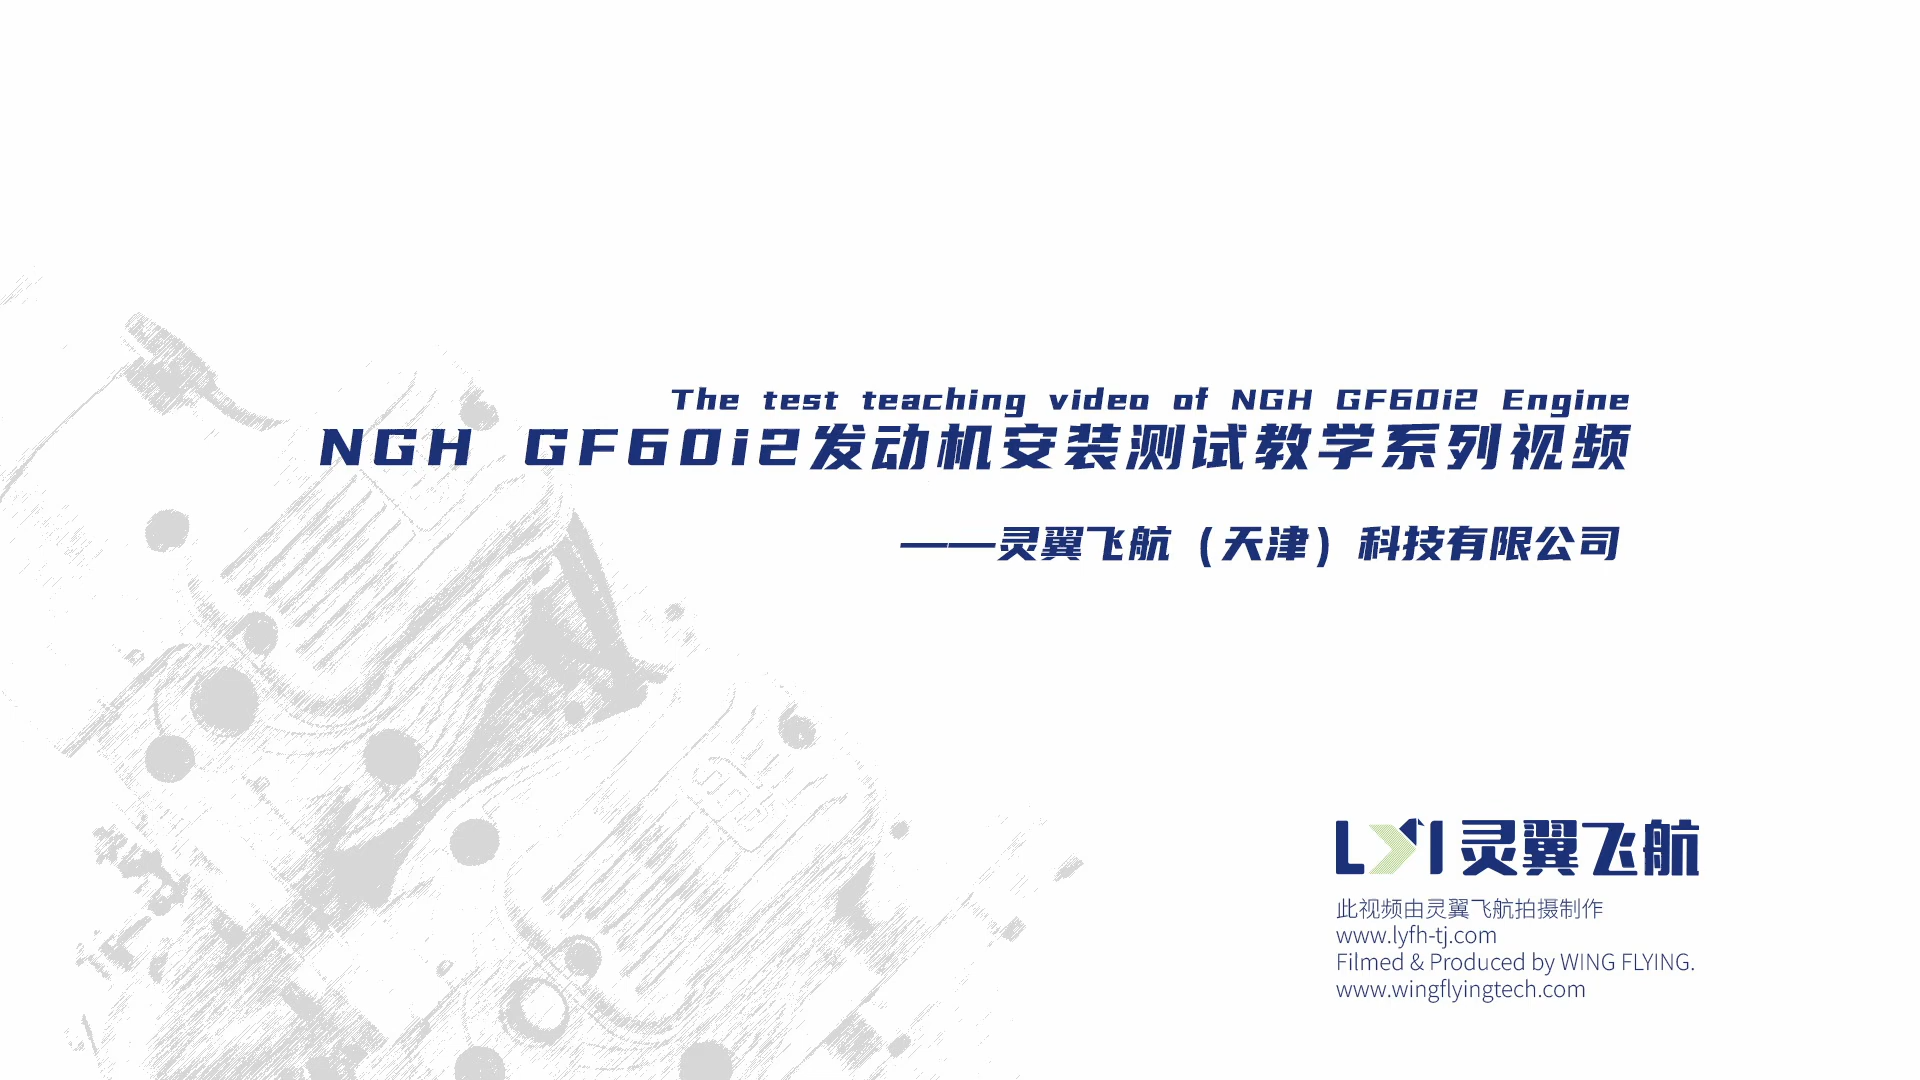 The test teaching video of NGH GF60i2 Engine
NGH GF60i2发动机安装测试教学系列视频
——灵翼飞航（天津）科技有限公司
LYI 灵翼飞航
此视频由灵翼飞航拍摄制作
www.lyfh-tj.com
Filmed & Produced by WING FLYING.
www.wingflyingtech.com